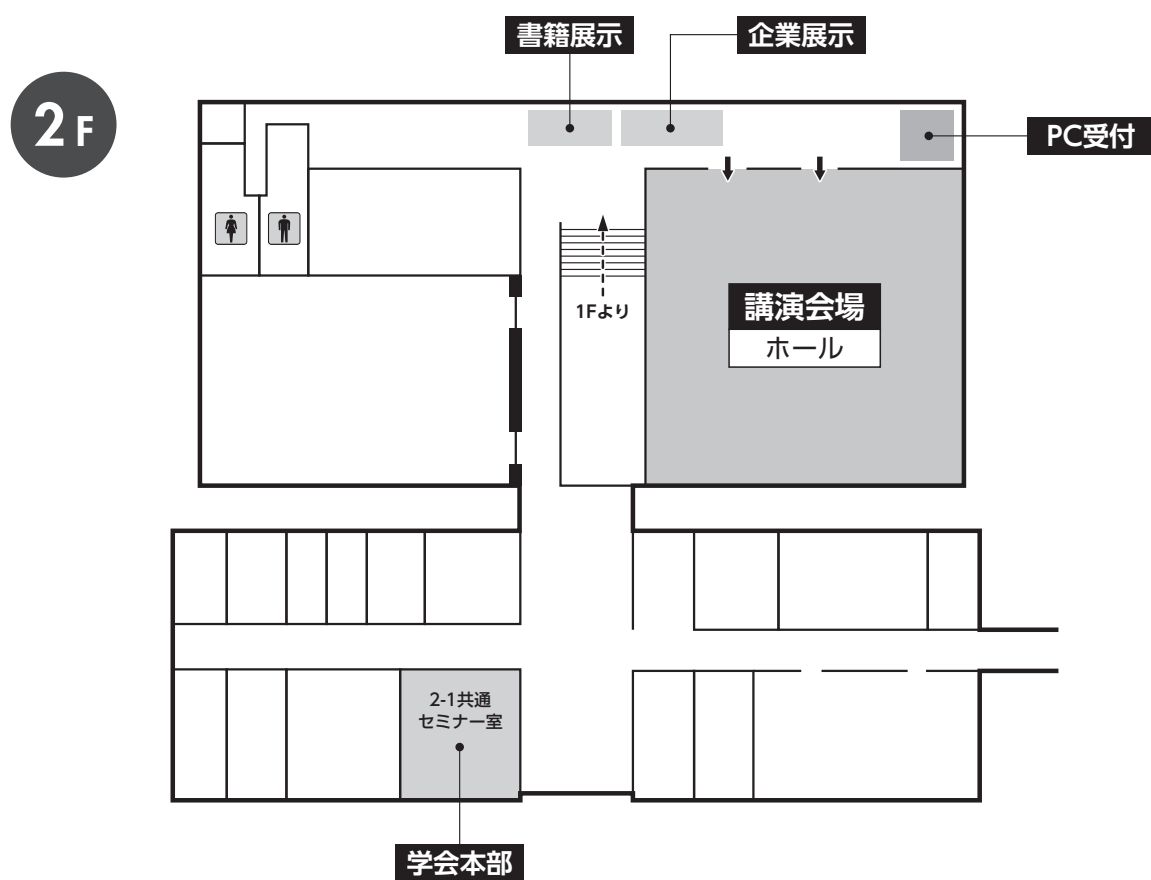 書籍展示
企業展示
2F
PC受付
1Fより
講演会場
ホール
2-1共通
セミナー室
学会本部